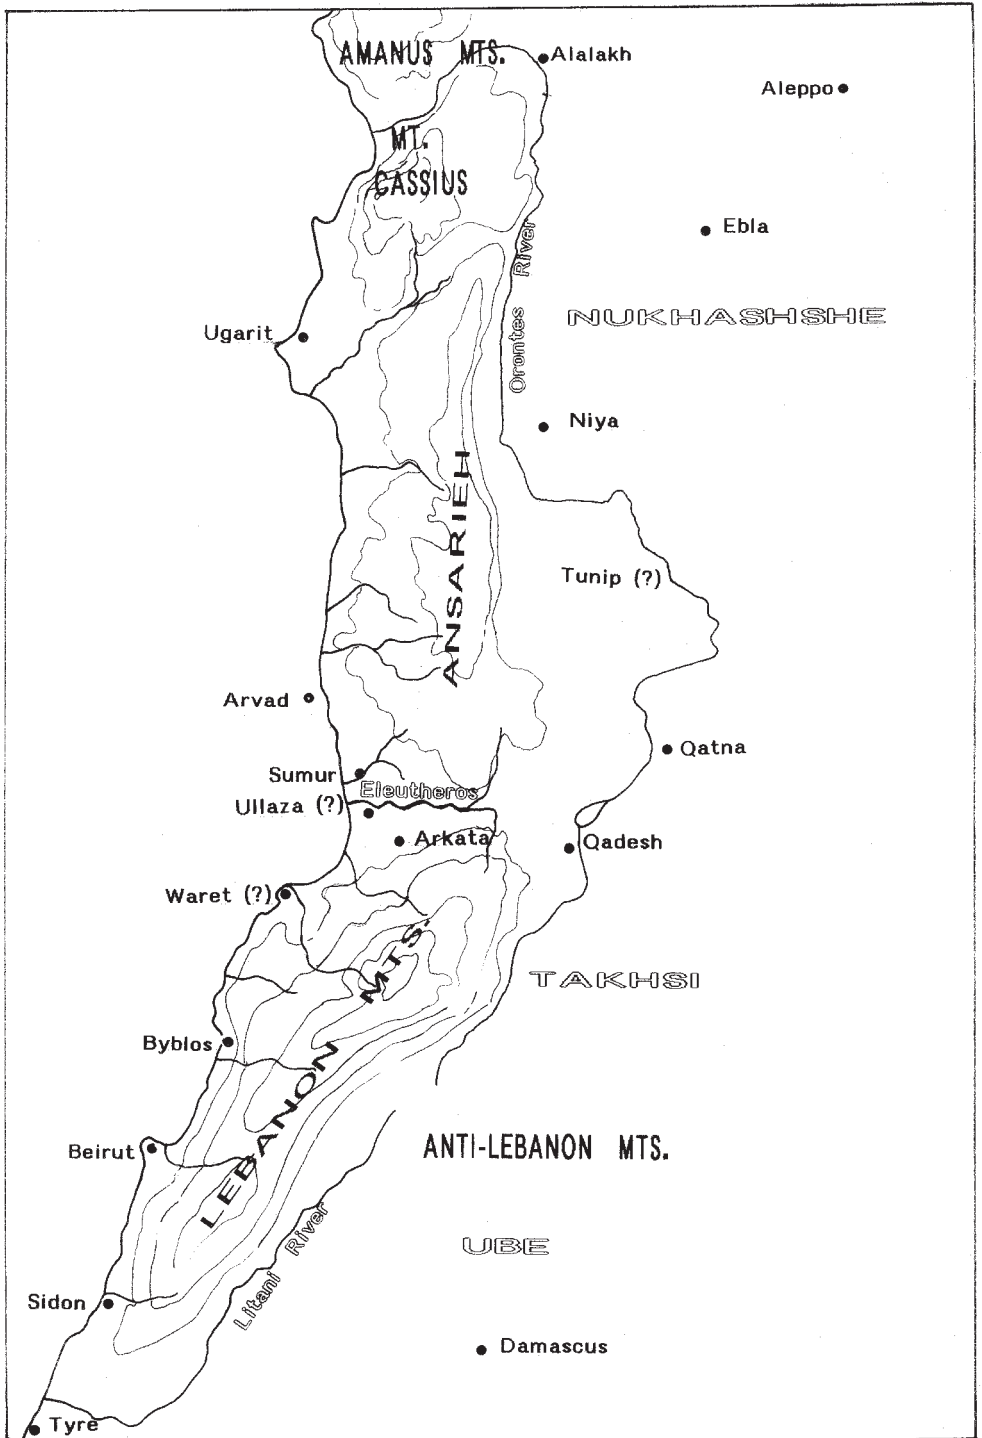 AMANUS MTS.
Alalakh
Aleppo
MT.
CASSIUS
Ebla
Orontes River
NUKHASHSHE
Ugarit
Niya
ANSARIEH
Tunip (?)
Arvad
Qatna
Sumur
Eleutheros
Ullaza (?)
Arkata
Qadesh
Waret (?)
LEBANON MTS.
TAKHSI
Byblos
Beirut
ANTI-LEBANON MTS.
Litani River
UBE
Sidon
Damascus
Tyre